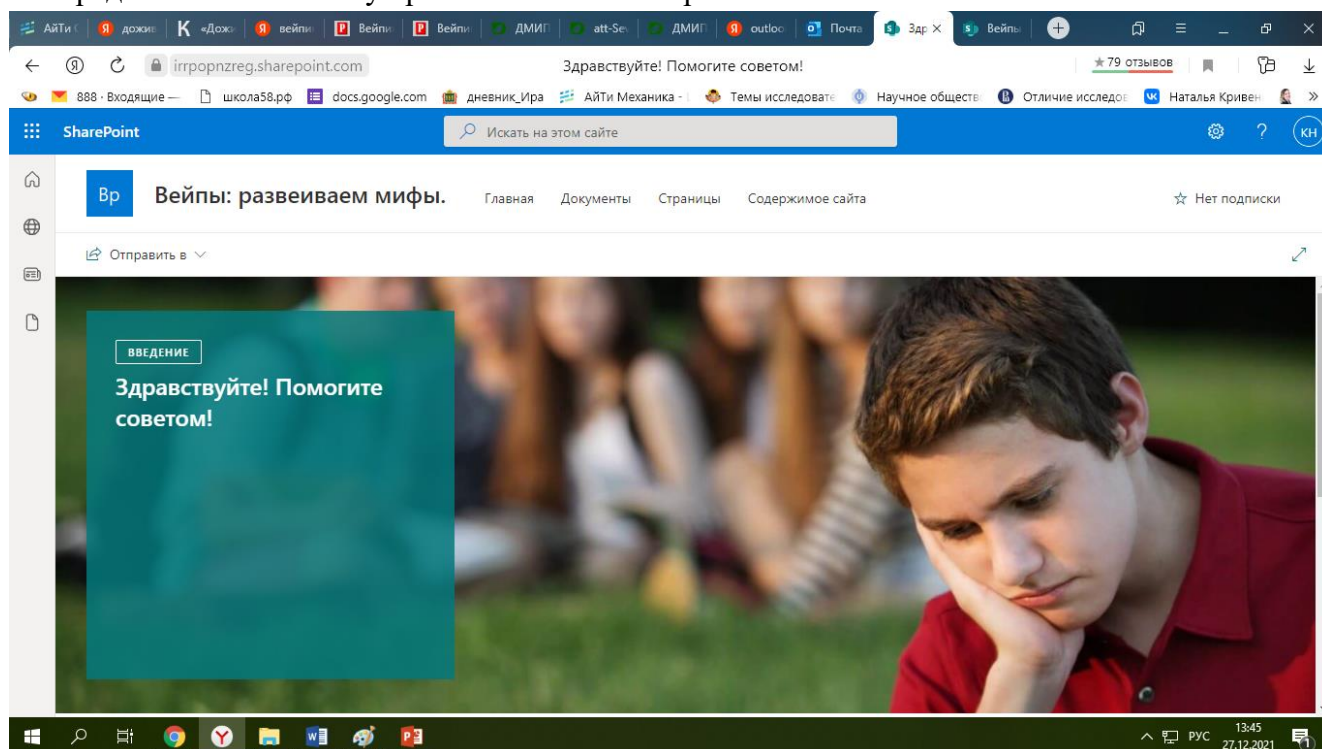 АйТи
дожив
К «Дожи
вейпи
Вейпи
Вейпи
ДМИП
att-Sev
ДМИП
outloo
Почта
Здр
Вейпы
irrpopnzreg.sharepoint.com
Здравствуйте! Помогите советом!
★ 79 отзывов
888 · Входящие —
школа58.рф
docs.google.com
дневник_Ира
АйТи Механика -
Темы исследовате
Научное обществ
Отличие исследов
Наталья Кривен
»
SharePoint
Искать на этом сайте
КН
Вр
Вейпы: развеиваем мифы.
Главная
Документы
Страницы
Содержимое сайта
Нет подписки
Отправить в
ВВЕДЕНИЕ
Здравствуйте! Помогите
советом!
РУС
13:45
27.12.2021